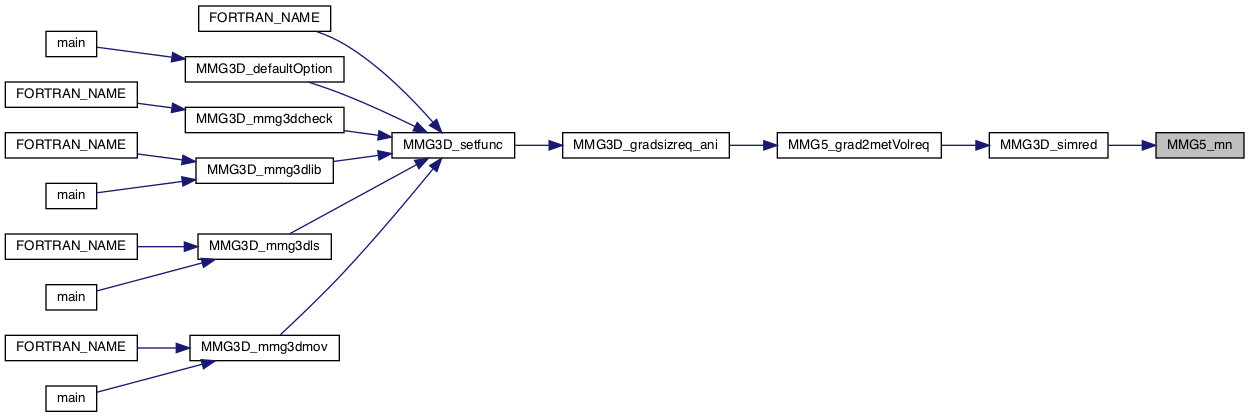 FORTRAN_NAME
main
MMG3D_defaultOption
FORTRAN_NAME
MMG3D_mmg3dcheck
FORTRAN_NAME
MMG3D_setfunc
MMG3D_gradsizreq_ani
MMG5_grad2metVolreq
MMG3D_simred
MMG5_mn
MMG3D_mmg3dlib
main
FORTRAN_NAME
MMG3D_mmg3dls
main
FORTRAN_NAME
MMG3D_mmg3dmov
main